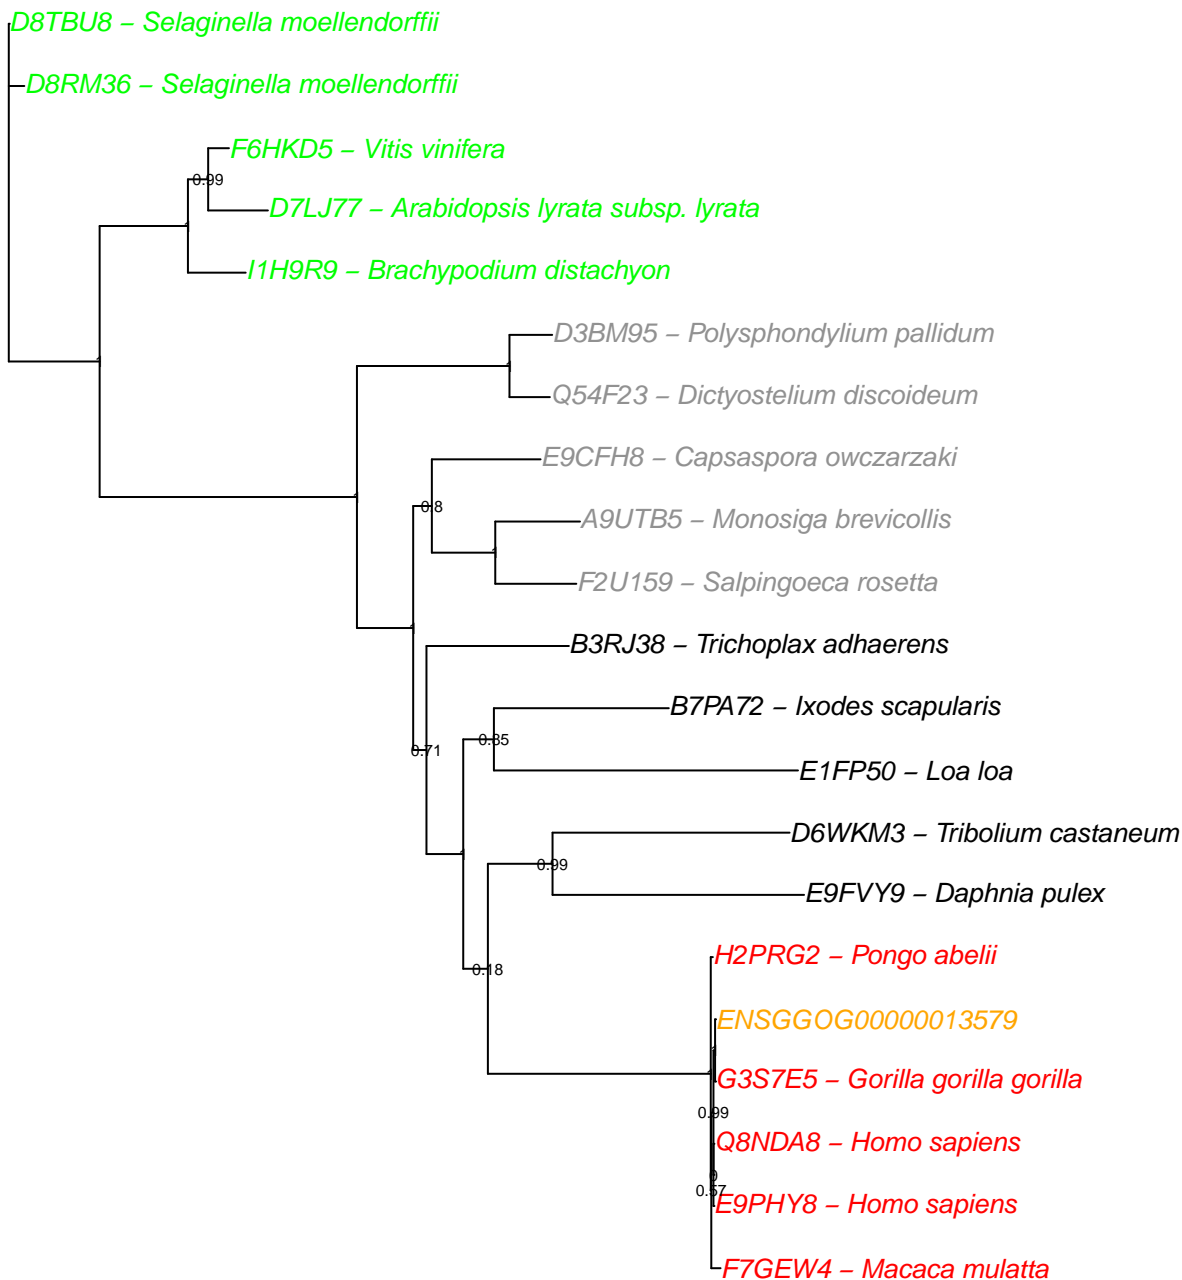 D8TBU8 – Selaginella moellendorffii
D8RM36 – Selaginella moellendorffii
F6HKD5 – Vitis vinifera
0.99
D7LJ77 – Arabidopsis lyrata subsp. lyrata
I1H9R9 – Brachypodium distachyon
D3BM95 – Polysphondylium pallidum
Q54F23 – Dictyostelium discoideum
E9CFH8 – Capsaspora owczarzaki
0.8
A9UTB5 – Monosiga brevicollis
F2U159 – Salpingoeca rosetta
B3RJ38 – Trichoplax adhaerens
B7PA72 – Ixodes scapularis
0.85
0.71
E1FP50 – Loa loa
D6WKM3 – Tribolium castaneum
0.99
E9FVY9 – Daphnia pulex
H2PRG2 – Pongo abelii
0.18
ENSGGOG00000013579
G3S7E5 – Gorilla gorilla gorilla
0.99
Q8NDA8 – Homo sapiens
0
0.57
E9PHY8 – Homo sapiens
F7GEW4 – Macaca mulatta